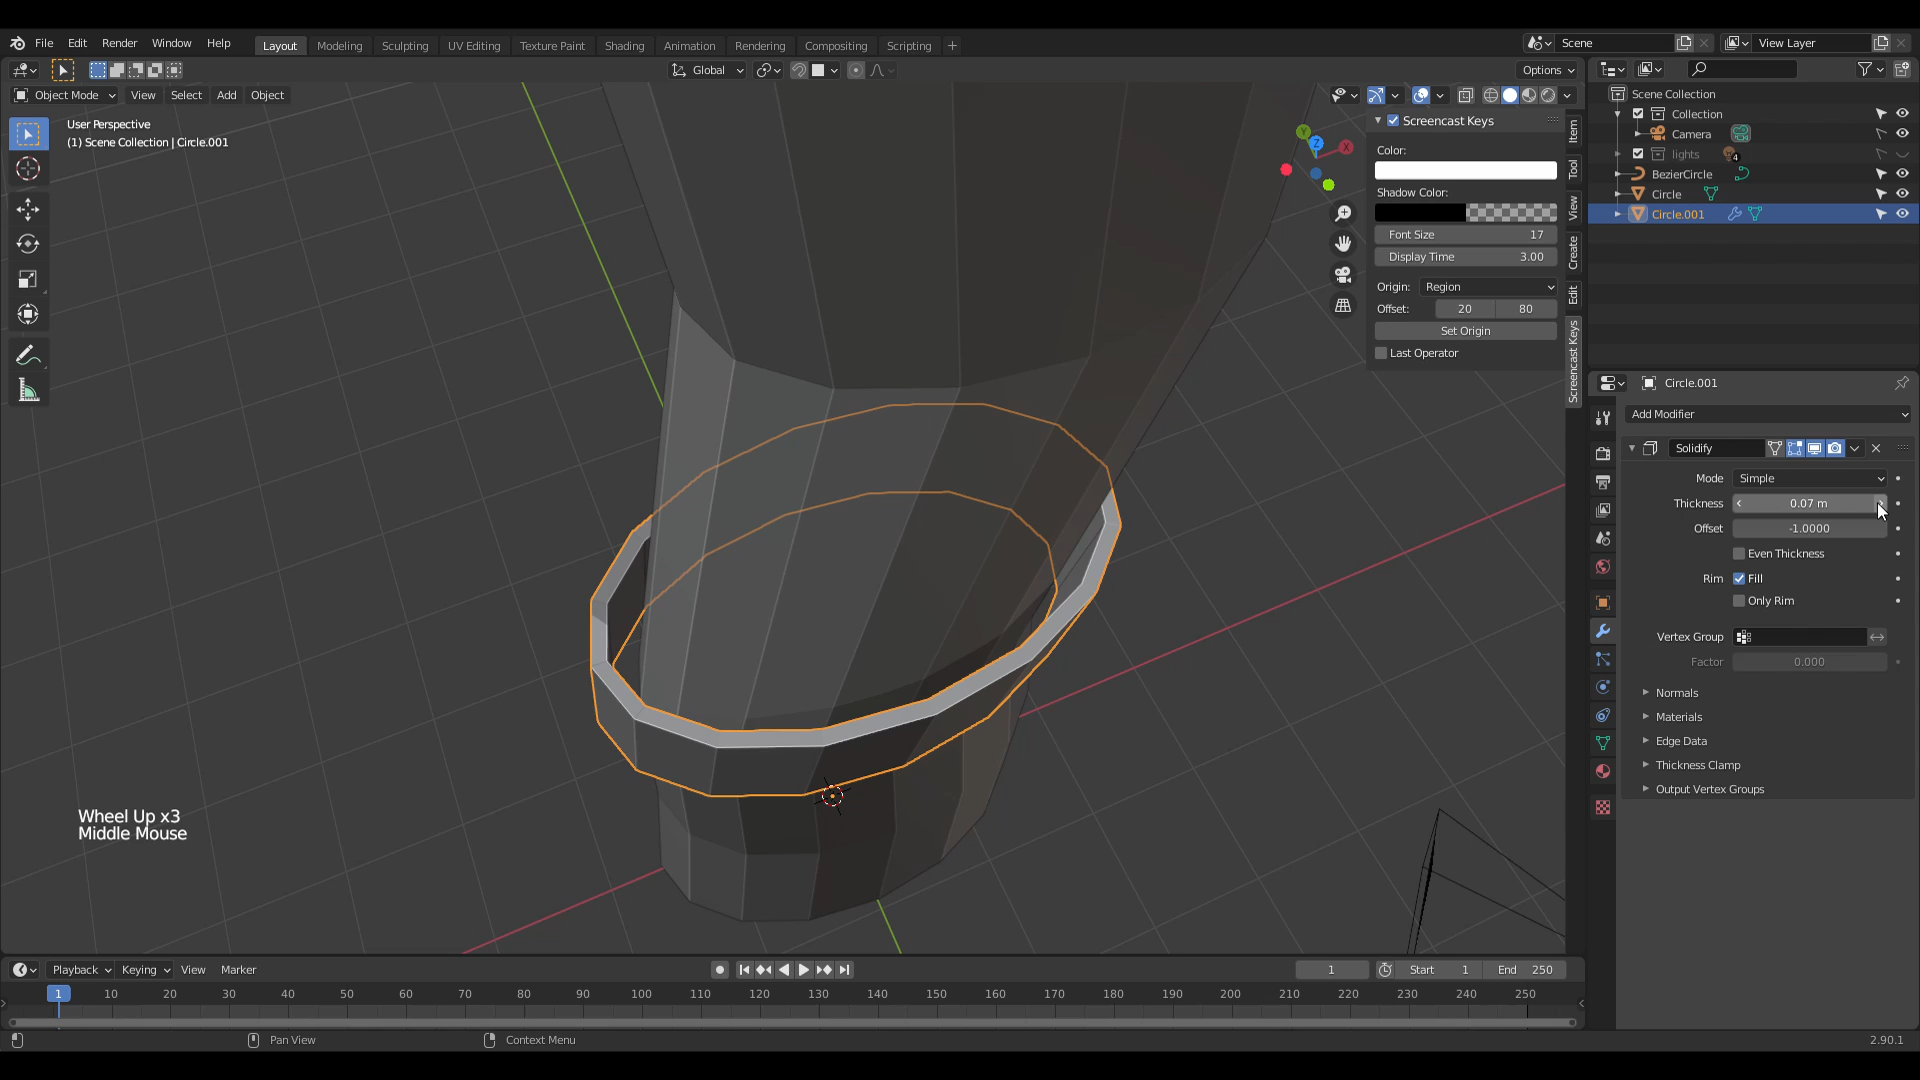 File Edit Render Window Help Layout Modeling Sculpting UV Editing Texture Paint Shading Animation Rendering Compositing Scripting + Scene View Layer
Global Options
Object Mode View Select Add Object
User Perspective
(1) Scene Collection | Circle.001
Y
Z
X
Screencast Keys
Color:
Shadow Color:
Font Size 17
Display Time 3.00
Origin: Region
Offset: 20 80
Set Origin
Last Operator
Item
Tool
View
Create
Edit
Screencast Keys
Scene Collection
Collection
Camera
lights 4
BezierCircle
Circle
Circle.001
Circle.001
Add Modifier
Solidify
Mode Simple
Thickness 0.07 m
Offset -1.0000
Even Thickness
Rim Fill
Only Rim
Vertex Group
Factor 0.000
Normals
Materials
Edge Data
Thickness Clamp
Output Vertex Groups
Wheel Up x3
Middle Mouse
Playback Keying View Marker 1 Start 1 End 250
1 10 20 30 40 50 60 70 80 90 100 110 120 130 140 150 160 170 180 190 200 210 220 230 240 250
Pan View Context Menu 2.90.1